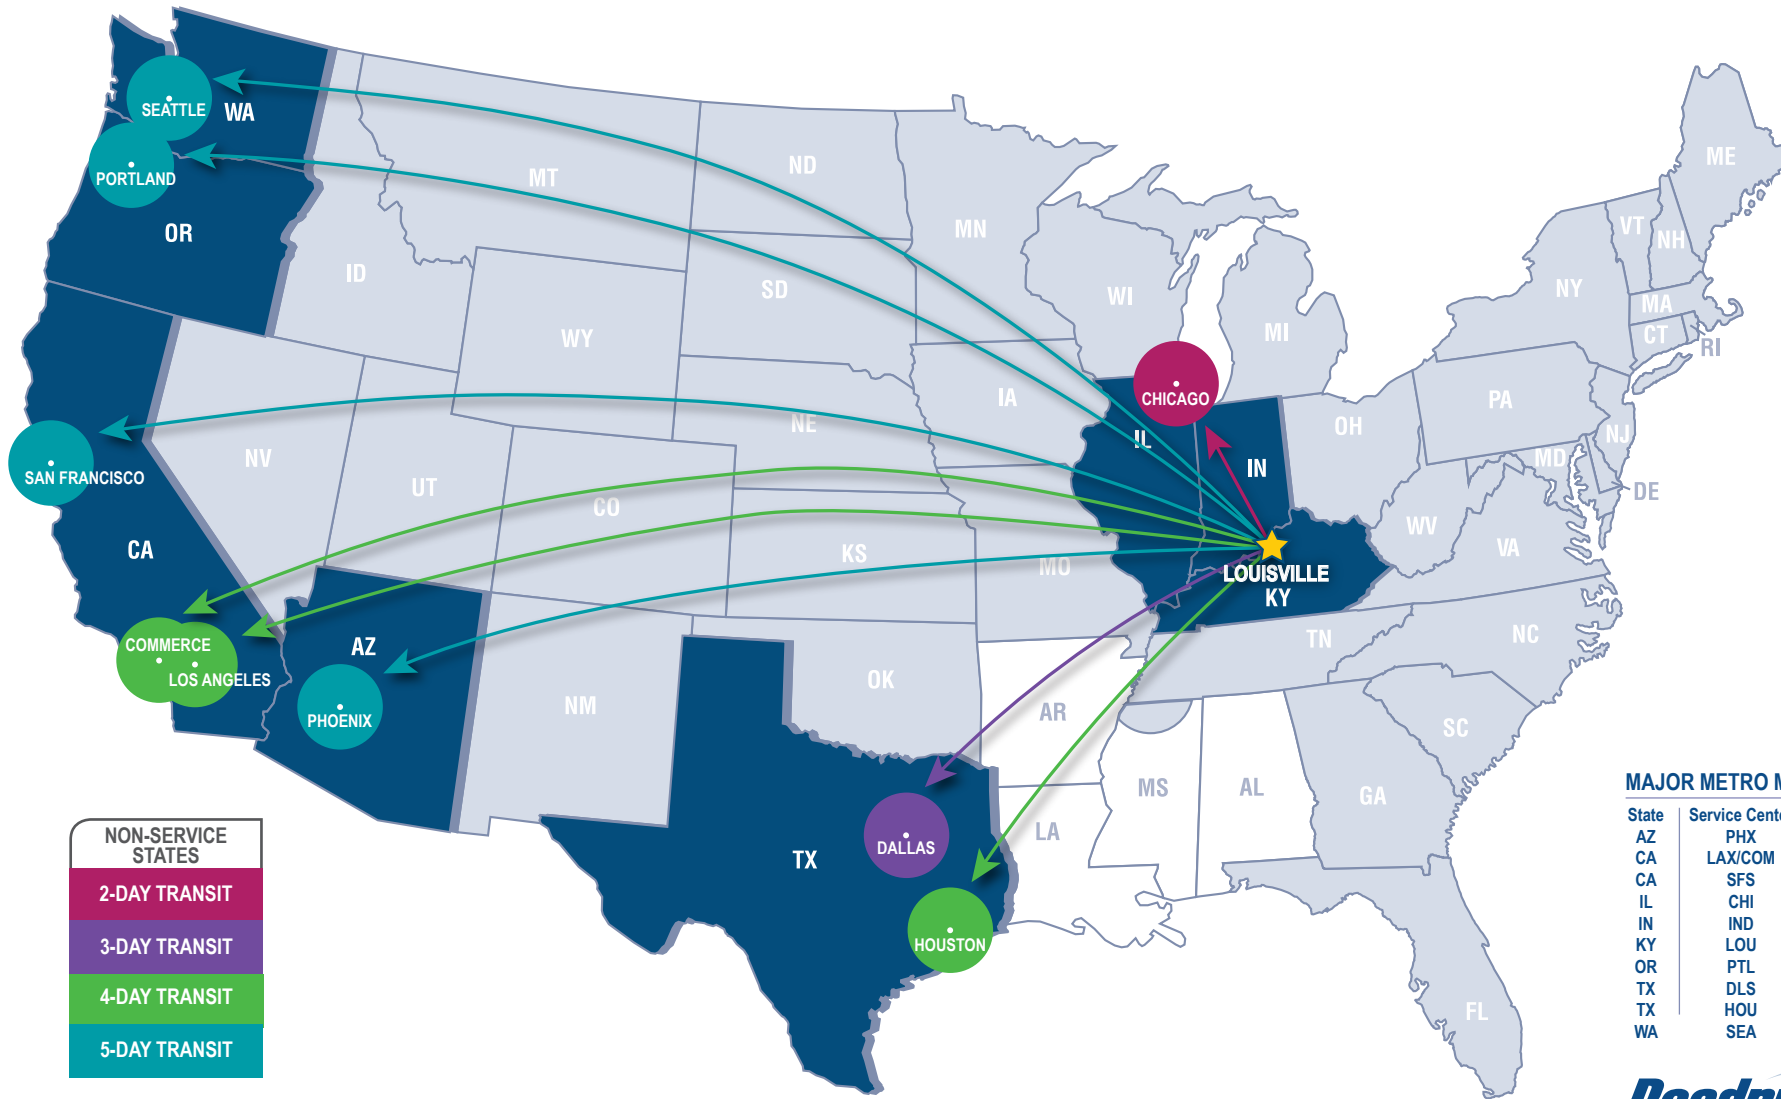 SEATTLE
WA
PORTLAND
OR
MT
ND
MN
ID
SD
WI
WY
MI
ME
VT
NH
NY
MA
CT
RI
CHICAGO
IA
IL
IN
OH
PA
NJ
MD
DE
NE
NV
UT
CO
KS
MO
WV
VA
SAN FRANCISCO
CA
LOUISVILLE
KY
COMMERCE
LOS ANGELES
AZ
PHOENIX
NM
OK
AR
TN
NC
SC
MS
AL
GA
LA
TX
DALLAS
HOUSTON
FL
NON-SERVICE
STATES
2-DAY TRANSIT
3-DAY TRANSIT
4-DAY TRANSIT
5-DAY TRANSIT
MAJOR METRO M
State Service Cente
AZ PHX
CA LAX/COM
CA SFS
IL CHI
IN IND
KY LOU
OR PTL
TX DLS
TX HOU
WA SEA